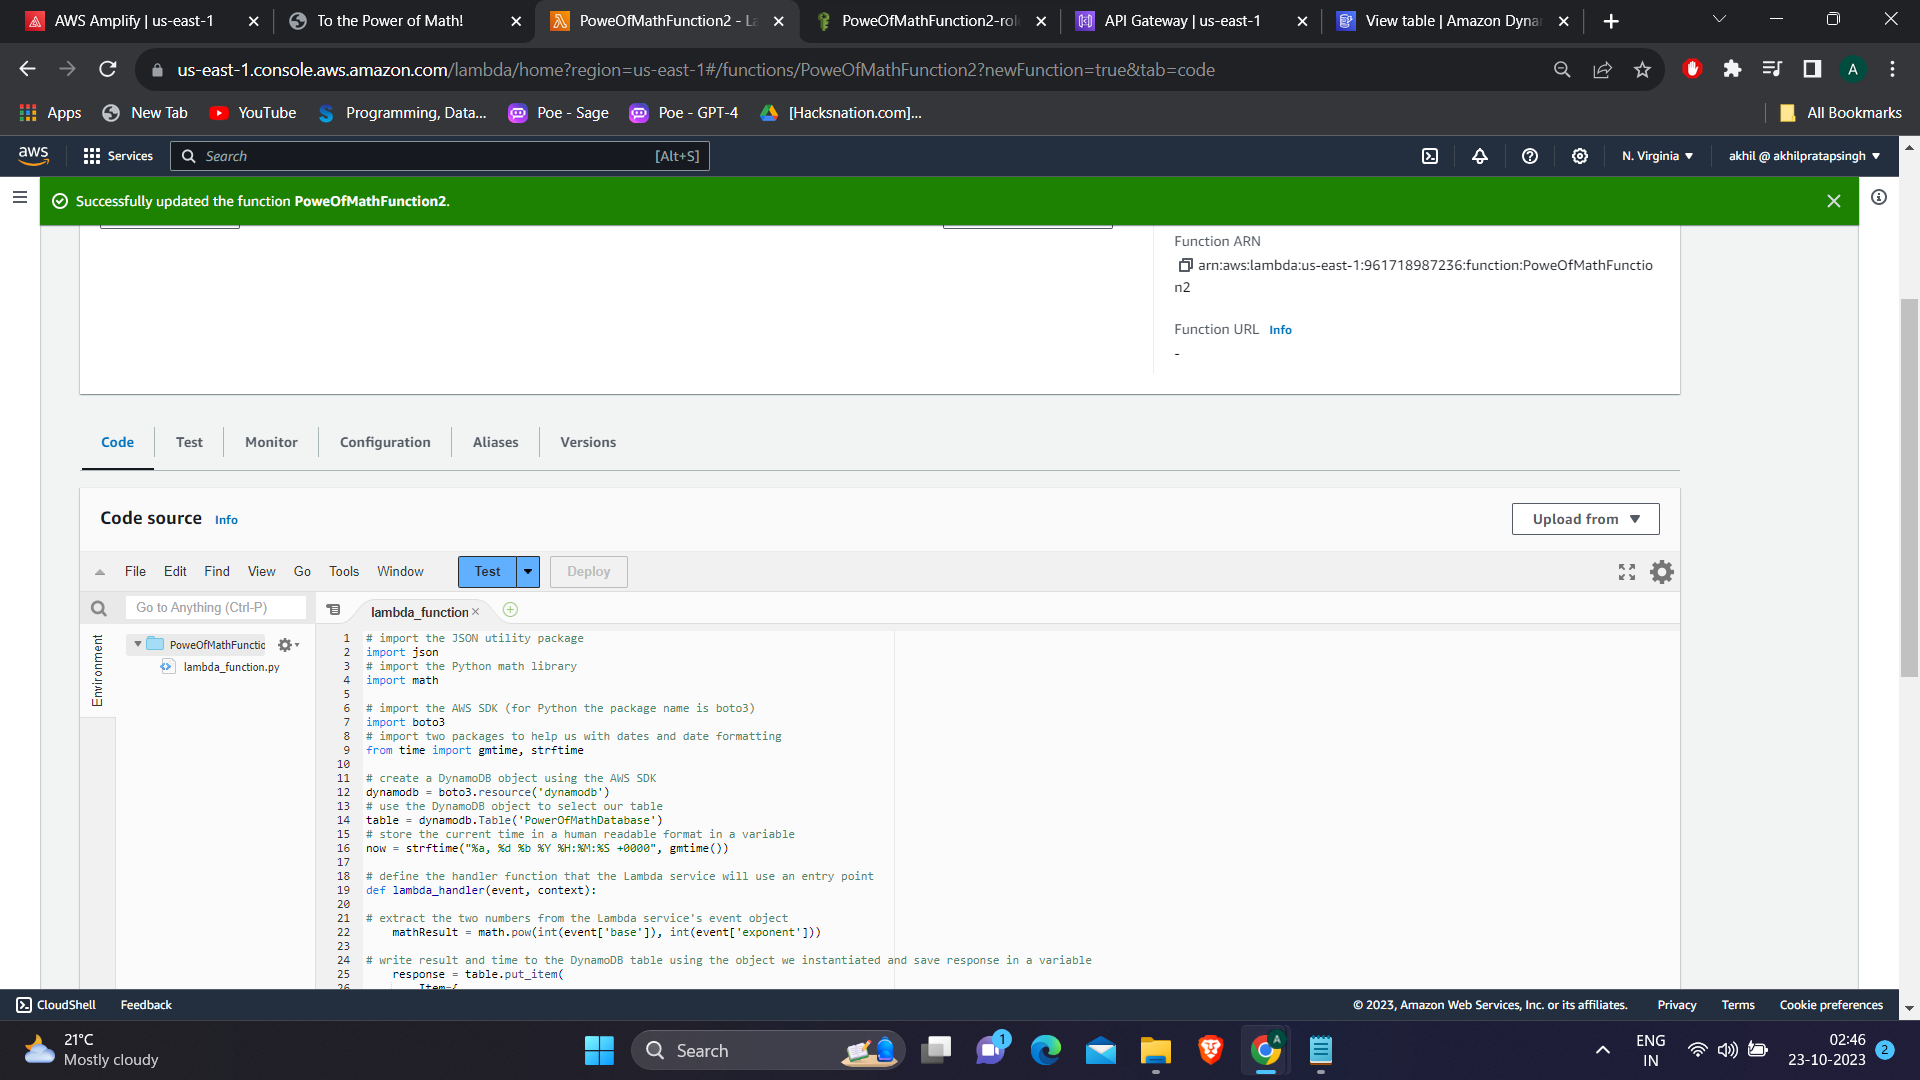 AWS Amplify | us-east-1
To the Power of Math!
PoweOfMathFunction2 - La
PoweOfMathFunction2-rol
API Gateway | us-east-1
View table | Amazon Dyna
us-east-1.console.aws.amazon.com/lambda/home?region=us-east-1#/functions/PoweOfMathFunction2?newFunction=true&tab=code
A
Apps
New Tab
YouTube
Programming, Data...
Poe - Sage
Poe - GPT-4
[Hacksnation.com]...
All Bookmarks
aws
Services
Search
[Alt+S]
N. Virginia
akhil @ akhilpratapsingh
Successfully updated the function PoweOfMathFunction2.
Function ARN
arn:aws:lambda:us-east-1:961718987236:function:PoweOfMathFunctio
n2
Function URL Info
-
Code
Test
Monitor
Configuration
Aliases
Versions
Code source Info
Upload from
File Edit Find View Go Tools Window
Test
Deploy
Go to Anything (Ctrl-P)
lambda_function
Environment
PoweOfMathFunctio
lambda_function.py
1 # import the JSON utility package
2 import json
3 # import the Python math library
4 import math
5
6 # import the AWS SDK (for Python the package name is boto3)
7 import boto3
8 # import two packages to help us with dates and date formatting
9 from time import gmtime, strftime
10
11 # create a DynamoDB object using the AWS SDK
12 dynamodb = boto3.resource('dynamodb')
13 # use the DynamoDB object to select our table
14 table = dynamodb.Table('PowerOfMathDatabase')
15 # store the current time in a human readable format in a variable
16 now = strftime("%a, %d %b %Y %H:%M:%S +0000", gmtime())
17
18 # define the handler function that the Lambda service will use an entry point
19 def lambda_handler(event, context):
20
21 # extract the two numbers from the Lambda service's event object
22 mathResult = math.pow(int(event['base']), int(event['exponent']))
23
24 # write result and time to the DynamoDB table using the object we instantiated and save response in a variable
25 response = table.put_item(
26 Item={
CloudShell
Feedback
© 2023, Amazon Web Services, Inc. or its affiliates.
Privacy
Terms
Cookie preferences
21°C
Mostly cloudy
Search
1
A
ENG
IN
02:46
23-10-2023
2